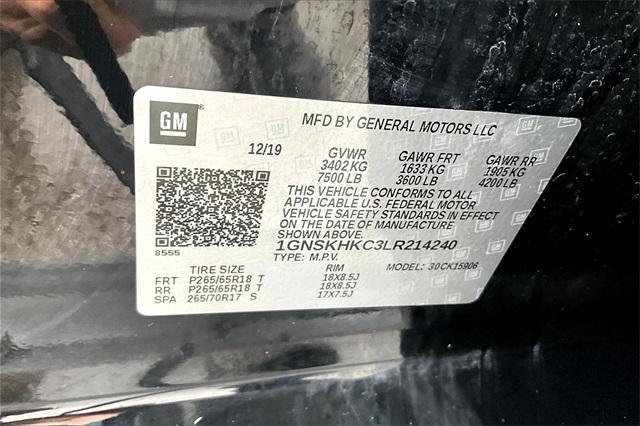 GM®
MFD BY GENERAL MOTORS LLC
12/19 GVWR GAWR FRT GAWR RR
3402 KG 1633 KG 1905 KG
7500 LB 3600 LB 4200 LB
THIS VEHICLE CONFORMS TO ALL
APPLICABLE U.S. FEDERAL MOTOR
VEHICLE SAFETY STANDARDS IN EFFECT
ON THE DATE OF MANUFACTURE
SHOWN ABOVE.
8555
1GNSKHKC3LR214240
TYPE: M.P.V. MODEL: 30CK15906
TIRE SIZE RIM
FRT P265/65R18 T 18X8.5J
RR P265/65R18 T 18X8.5J
SPA 265/70R17 S 17X7.5J